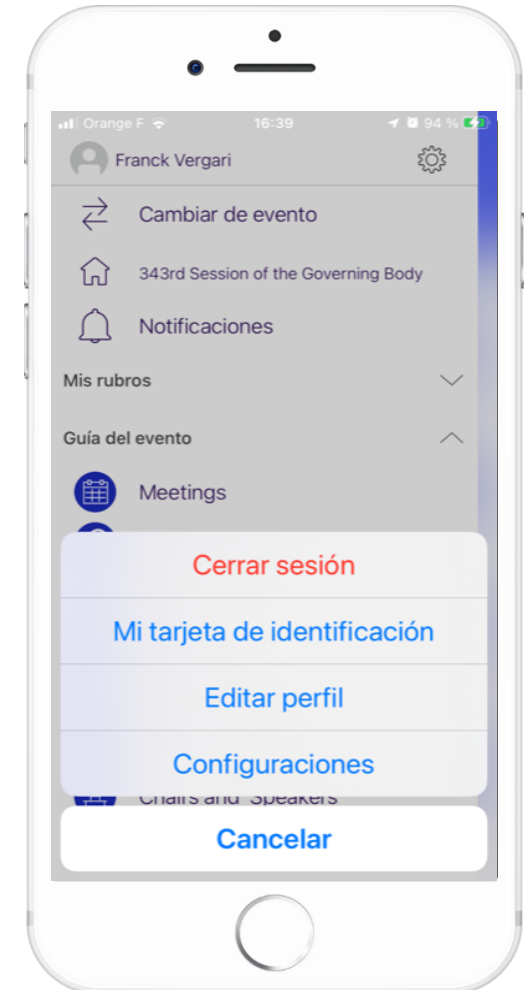 Orange F 16:39 94 %
Franck Vergari
Cambiar de evento
343rd Session of the Governing Body
Notificaciones
Mis rubros
Guía del evento
Meetings
Cerrar sesión
Mi tarjeta de identificación
Editar perfil
Configuraciones
Chairs and Speakers
Cancelar